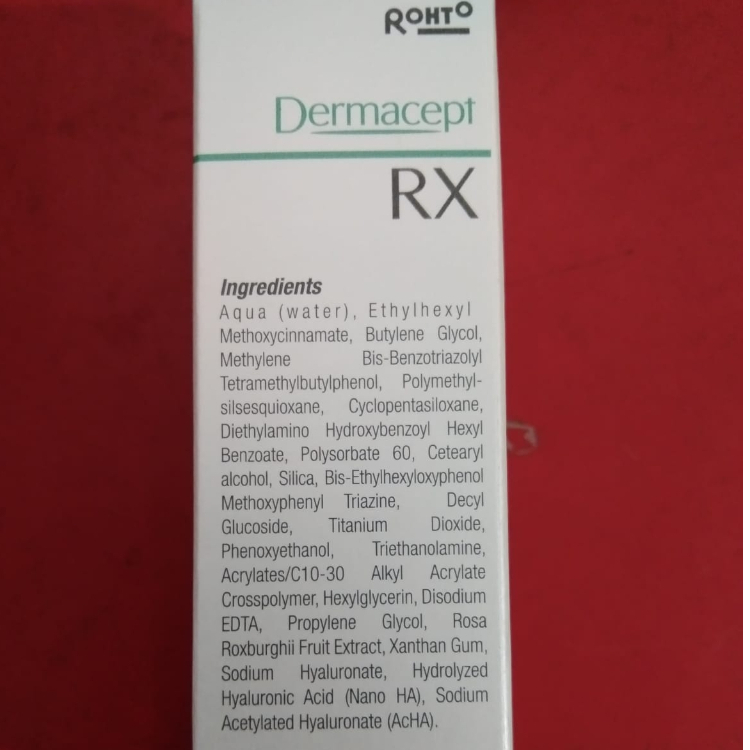 ROHTO
Dermacept
RX
Ingredients
Aqua (water), Ethylhexyl
Methoxycinnamate, Butylene Glycol,
Methylene Bis-Benzotriazolyl
Tetramethylbutylphenol, Polymethyl-
silsesquioxane, Cyclopentasiloxane,
Diethylamino Hydroxybenzoyl Hexyl
Benzoate, Polysorbate 60, Cetearyl
alcohol, Silica, Bis-Ethylhexyloxyphenol
Methoxyphenyl Triazine, Decyl
Glucoside, Titanium Dioxide,
Phenoxyethanol, Triethanolamine,
Acrylates/C10-30 Alkyl Acrylate
Crosspolymer, Hexylglycerin, Disodium
EDTA, Propylene Glycol, Rosa
Roxburghii Fruit Extract, Xanthan Gum,
Sodium Hyaluronate, Hydrolyzed
Hyaluronic Acid (Nano HA), Sodium
Acetylated Hyaluronate (AcHA).